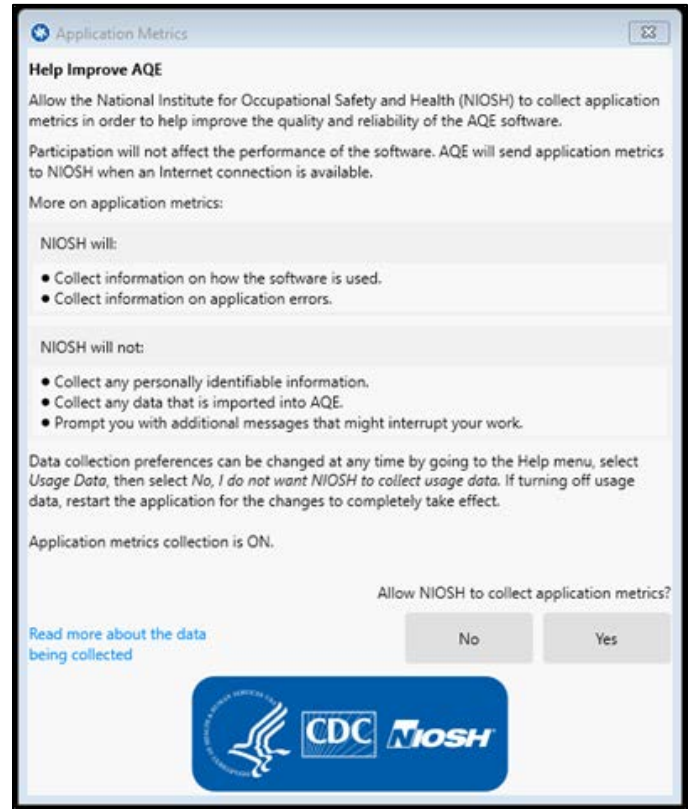 Application Metrics
Help Improve AQE
Allow the National Institute for Occupational Safety and Health (NIOSH) to collect application
metrics in order to help improve the quality and reliability of the AQE software.
Participation will not affect the performance of the software. AQE will send application metrics
to NIOSH when an Internet connection is available.
More on application metrics:
NIOSH will:
● Collect information on how the software is used.
● Collect information on application errors.
NIOSH will not:
● Collect any personally identifiable information.
● Collect any data that is imported into AQE.
● Prompt you with additional messages that might interrupt your work.
Data collection preferences can be changed at any time by going to the Help menu, select
Usage Data, then select No, I do not want NIOSH to collect usage data. If turning off usage
data, restart the application for the changes to completely take effect.
Application metrics collection is ON.
Allow NIOSH to collect application metrics?
Read more about the data
being collected
No
Yes
CDC
NIOSH